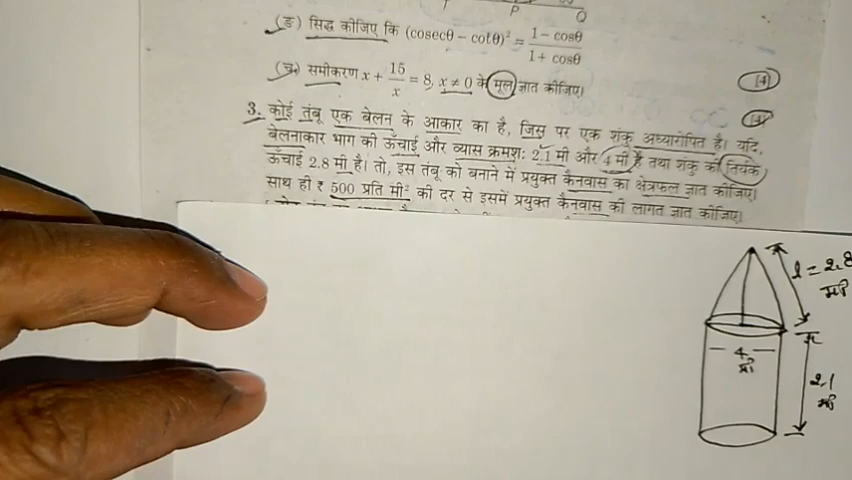 P Q
(ङ) सिद्ध कीजिए कि (cosecθ – cotθ)² = 1 – cosθ / 1 + cosθ
(च) समीकरण x + 15/x = 8, x ≠ 0 के मूल ज्ञात कीजिए। [4]
[4]
3. कोई तंबू एक बेलन के आकार का है, जिस पर एक शंकु अध्यारोपित है। यदि,
बेलनाकार भाग की ऊँचाई और व्यास क्रमश: 2.1 मी और 4 मी है तथा शंकु की तिर्यक
ऊँचाई 2.8 मी है। तो, इस तंबू को बनाने में प्रयुक्त कैनवास का क्षेत्रफल ज्ञात कीजिए।
साथ ही ₹ 500 प्रति मी² की दर से इसमें प्रयुक्त कैनवास की लागत ज्ञात कीजिए।
l = 2.8
मी
4
मी
2.1
मी